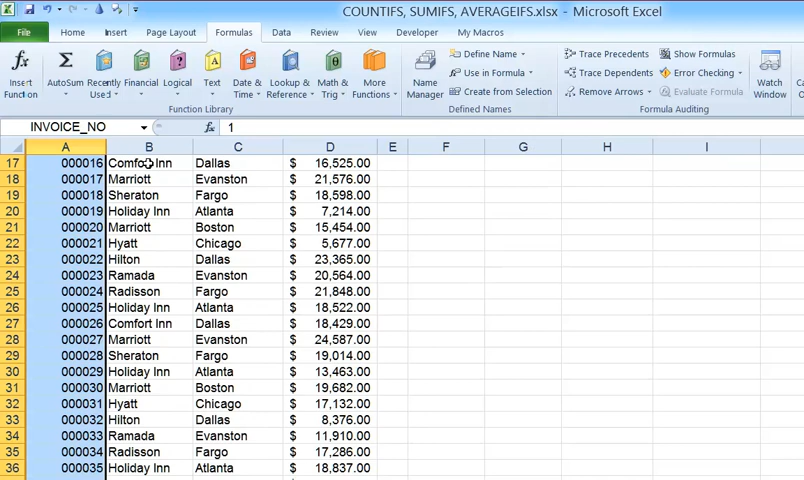 COUNTIFS, SUMIFS, AVERAGEIFS.xlsx - Microsoft Excel
File Home Insert Page Layout Formulas Data Review View Developer My Macros
Insert Function
AutoSum
Recently Used
Financial
Logical
Text
Date & Time
Lookup & Reference
Math & Trig
More Functions
Function Library
Name Manager
Define Name
Use in Formula
Create from Selection
Defined Names
Trace Precedents
Trace Dependents
Remove Arrows
Show Formulas
Error Checking
Evaluate Formula
Formula Auditing
Watch Window
INVOICE_NO fx 1
A B C D E F G H I
17 000016 Comfort Inn Dallas $ 16,525.00
18 000017 Marriott Evanston $ 21,576.00
19 000018 Sheraton Fargo $ 18,598.00
20 000019 Holiday Inn Atlanta $ 7,214.00
21 000020 Marriott Boston $ 15,454.00
22 000021 Hyatt Chicago $ 5,677.00
23 000022 Hilton Dallas $ 23,365.00
24 000023 Ramada Evanston $ 20,564.00
25 000024 Radisson Fargo $ 21,848.00
26 000025 Holiday Inn Atlanta $ 18,522.00
27 000026 Comfort Inn Dallas $ 18,429.00
28 000027 Marriott Evanston $ 24,587.00
29 000028 Sheraton Fargo $ 19,014.00
30 000029 Holiday Inn Atlanta $ 13,463.00
31 000030 Marriott Boston $ 19,682.00
32 000031 Hyatt Chicago $ 17,132.00
33 000032 Hilton Dallas $ 8,376.00
34 000033 Ramada Evanston $ 11,910.00
35 000034 Radisson Fargo $ 17,286.00
36 000035 Holiday Inn Atlanta $ 18,837.00